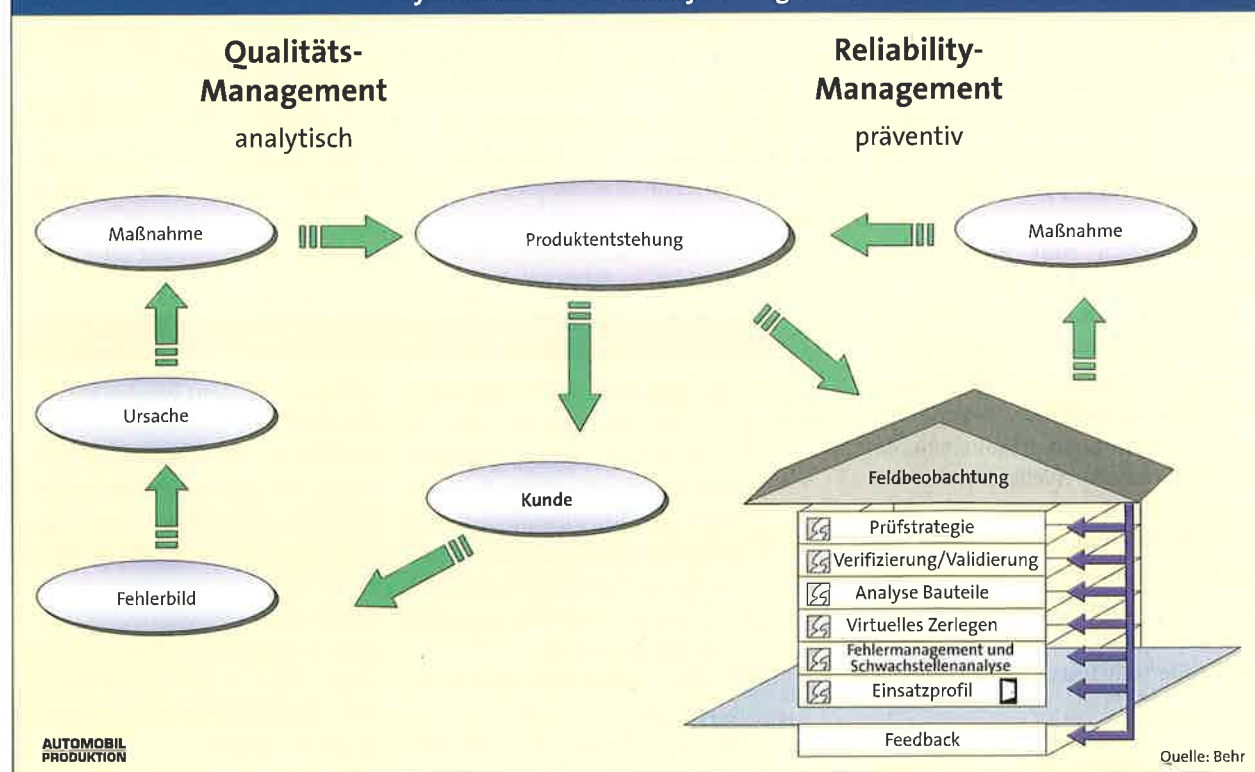 Qualitäts-
Management
analytisch
Reliability-
Management
präventiv
Maßnahme
Produktentstehung
Maßnahme
Ursache
Kunde
Fehlerbild
Feldbeobachtung
Prüfstrategie
Verifizierung/Validierung
Analyse Bauteile
Virtuelles Zerlegen
Fehlermanagement und
Schwachstellenanalyse
Einsatzprofil
Feedback
AUTOMOBIL
PRODUKTION
Quelle: Behr